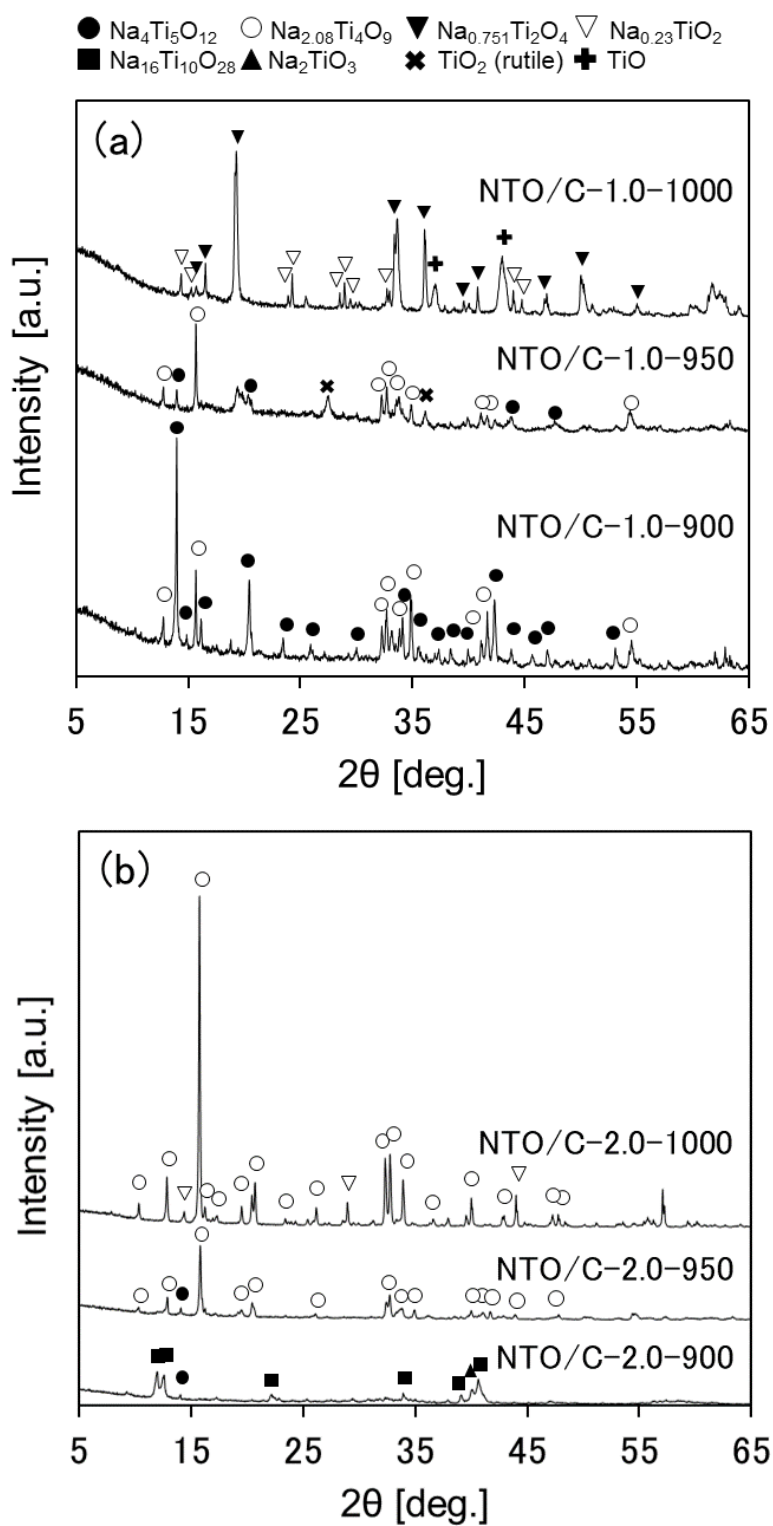 ● Na₄Ti₅O₁₂ ○ Na₂.₀₈Ti₄O₉ ▼ Na₀.₇₅₁Ti₂O₄ ▽ Na₀.₂₃TiO₂
■ Na₁₆Ti₁₀O₂₈ ▲ Na₂TiO₃ ✖ TiO₂ (rutile) ✚ TiO
(a)
NTO/C-1.0-1000
NTO/C-1.0-950
NTO/C-1.0-900
Intensity [a.u.]
5 15 25 35 45 55 65
2θ [deg.]
(b)
NTO/C-2.0-1000
NTO/C-2.0-950
NTO/C-2.0-900
Intensity [a.u.]
5 15 25 35 45 55 65
2θ [deg.]